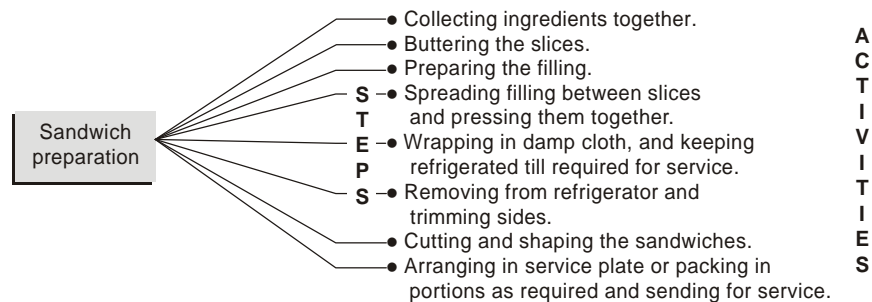 Sandwich
preparation
STEPS
● Collecting ingredients together.
● Buttering the slices.
● Preparing the filling.
● Spreading filling between slices
and pressing them together.
● Wrapping in damp cloth, and keeping
refrigerated till required for service.
● Removing from refrigerator and
trimming sides.
● Cutting and shaping the sandwiches.
● Arranging in service plate or packing in
portions as required and sending for service.
ACTIVITIES